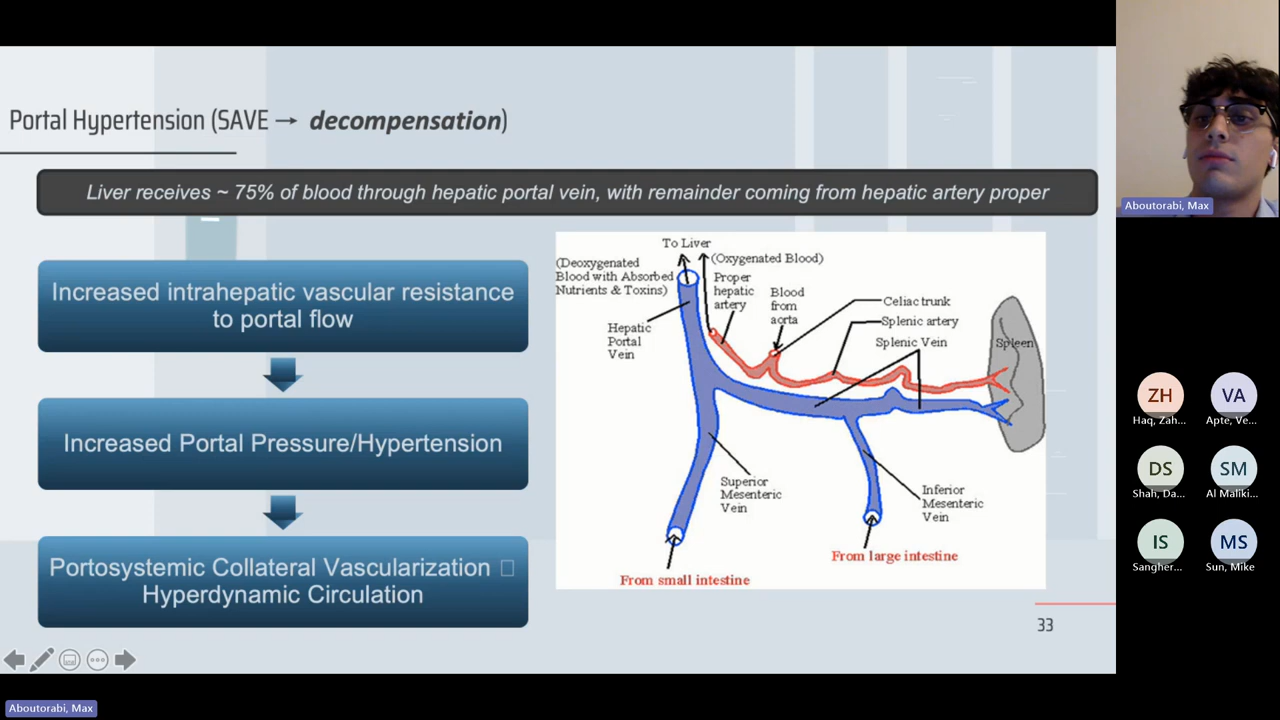 Portal Hypertension (SAVE → decompensation)
Liver receives ~ 75% of blood through hepatic portal vein, with remainder coming from hepatic artery proper
Increased intrahepatic vascular resistance
to portal flow
Increased Portal Pressure/Hypertension
Portosystemic Collateral Vascularization □
Hyperdynamic Circulation
To Liver
(Deoxygenated
Blood with Absorbed
Nutrients & Toxins)
(Oxygenated Blood)
Proper
hepatic
artery
Blood
from
aorta
Celiac trunk
Splenic artery
Splenic Vein
Spleen
Hepatic
Portal
Vein
Superior
Mesenteric
Vein
Inferior
Mesenteric
Vein
From small intestine
From large intestine
33
Aboutorabi, Max
ZH
VA
Haq, Zah...
Apte, Ve...
DS
SM
Shah, Da...
Al Maliki...
IS
MS
Sangher...
Sun, Mike
Aboutorabi, Max